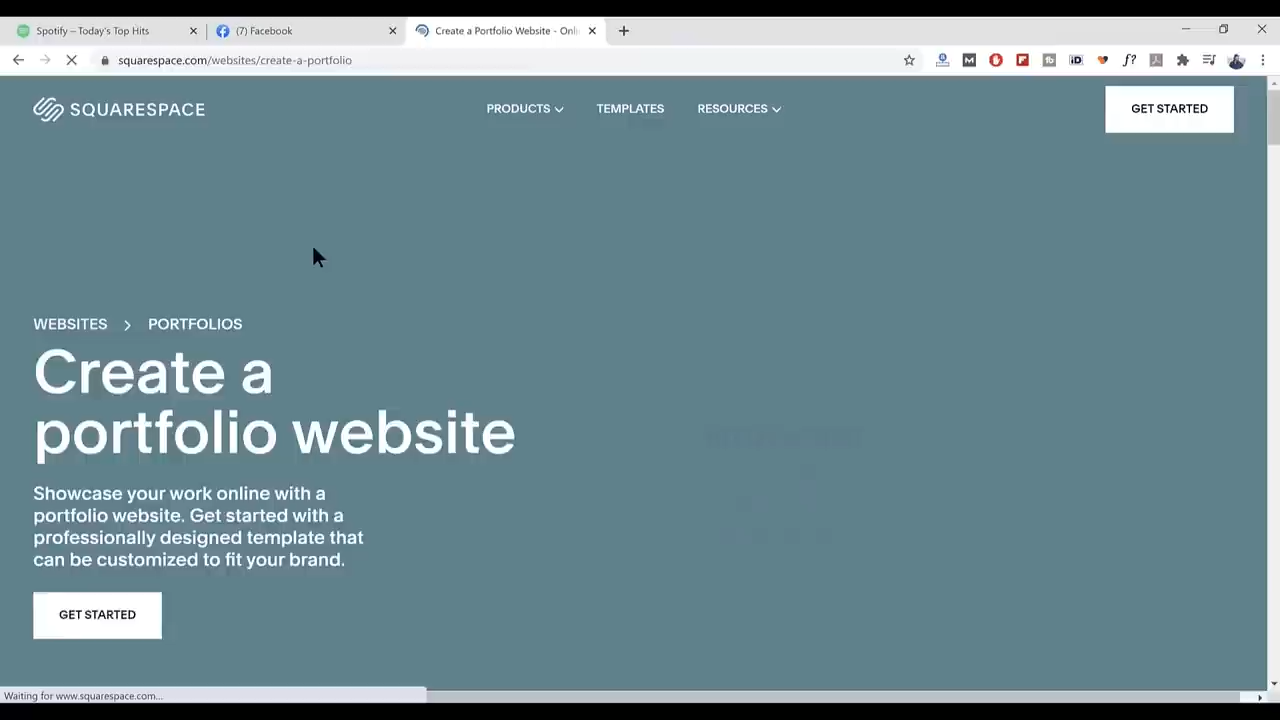 Spotify – Today's Top Hits
(7) Facebook
Create a Portfolio Website - Onli
squarespace.com/websites/create-a-portfolio
SQUARESPACE
PRODUCTS
TEMPLATES
RESOURCES
GET STARTED
WEBSITES > PORTFOLIOS
Create a
portfolio website
Showcase your work online with a
portfolio website. Get started with a
professionally designed template that
can be customized to fit your brand.
GET STARTED
Waiting for www.squarespace.com...